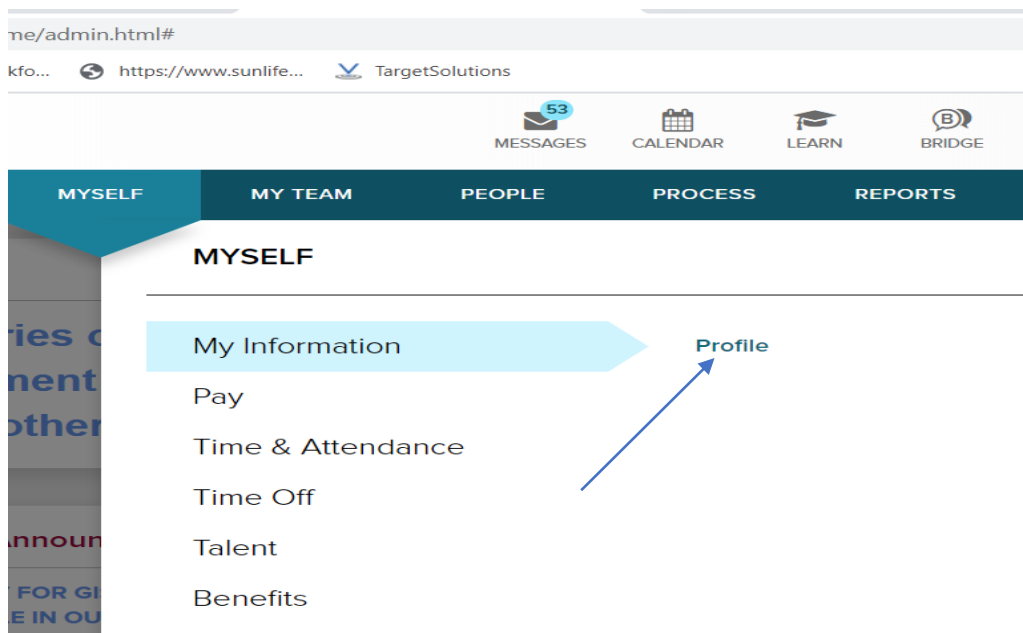 me/admin.html#
kfo... https://www.sunlife... TargetSolutions
53
MESSAGES CALENDAR LEARN BRIDGE
MYSELF MY TEAM PEOPLE PROCESS REPORTS
MYSELF
My Information Profile
Pay
Time & Attendance
Time Off
Talent
Benefits
ries
ment
other
Announ
FOR GI
E IN OU